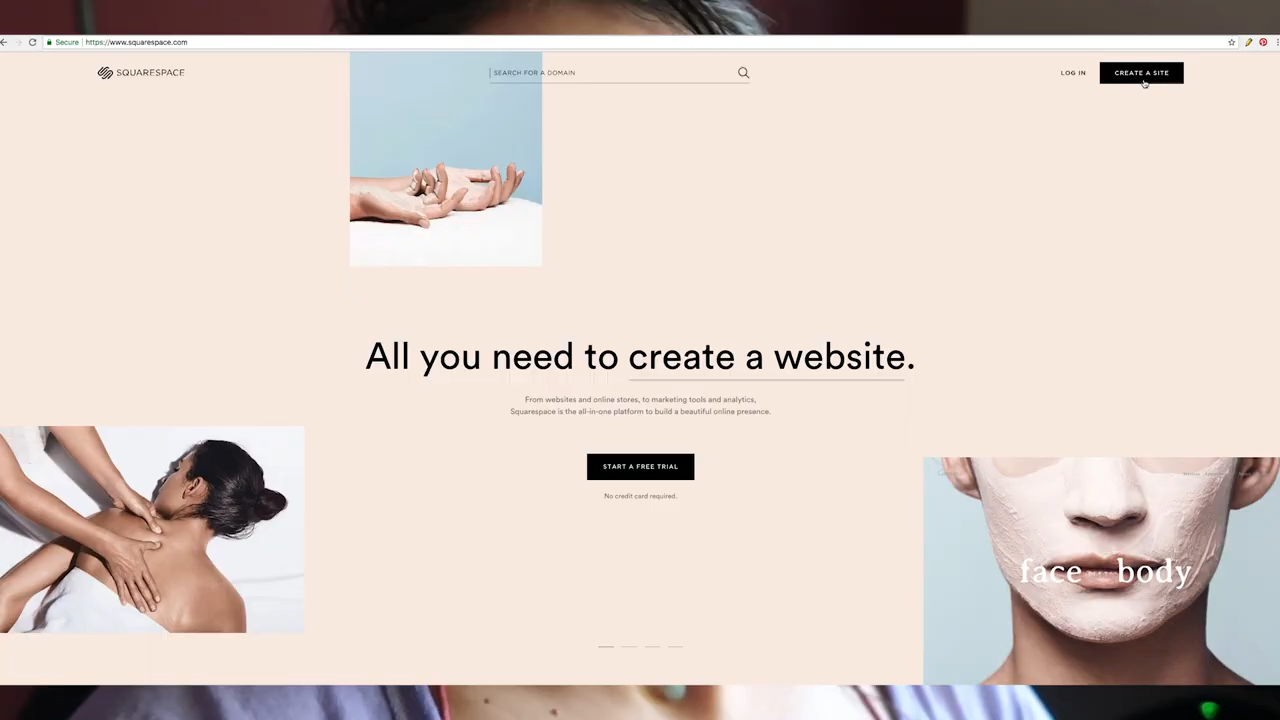 Secure
https://www.squarespace.com
SQUARESPACE
SEARCH FOR A DOMAIN
LOG IN
CREATE A SITE
All you need to create a website.
From websites and online stores, to marketing tools and analytics,
Squarespace is the all-in-one platform to build a beautiful online presence.
START A FREE TRIAL
No credit card required.
face
body